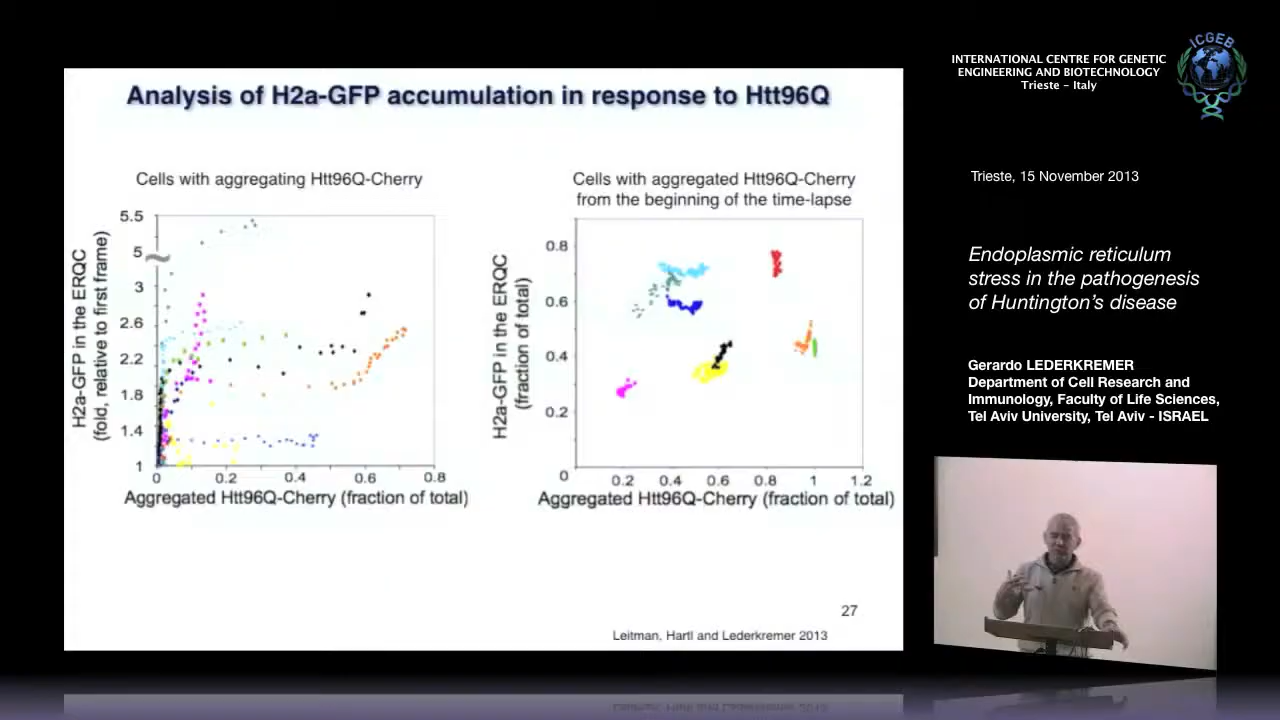 Analysis of H2a-GFP accumulation in response to Htt96Q
Cells with aggregating Htt96Q-Cherry
5.5
5
3
2.6
2.2
1.8
1.4
1
H2a-GFP in the ERQC
(fold, relative to first frame)
0
0.2
0.4
0.6
0.8
Aggregated Htt96Q-Cherry (fraction of total)
Cells with aggregated Htt96Q-Cherry
from the beginning of the time-lapse
0.8
0.6
0.4
0.2
0
H2a-GFP in the ERQC
(fraction of total)
0.2
0.4
0.6
0.8
1
1.2
Aggregated Htt96Q-Cherry (fraction of total)
27
Leitman, Hartl and Lederkremer 2013
INTERNATIONAL CENTRE FOR GENETIC
ENGINEERING AND BIOTECHNOLOGY
Trieste - Italy
ICGEB
Trieste, 15 November 2013
Endoplasmic reticulum
stress in the pathogenesis
of Huntington's disease
Gerardo LEDERKREMER
Department of Cell Research and
Immunology, Faculty of Life Sciences,
Tel Aviv University, Tel Aviv - ISRAEL